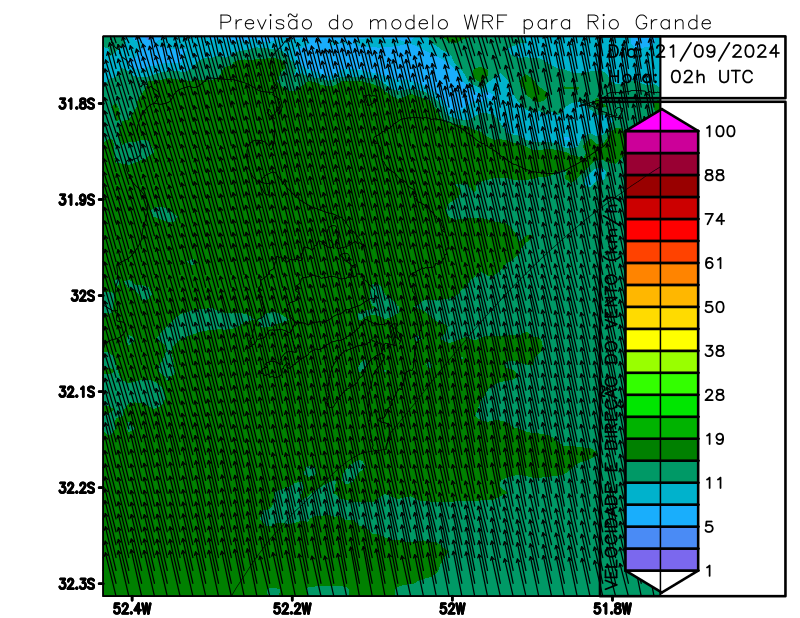 Previsão do modelo WRF para Rio Grande
Dia: 21/09/2024
Hora: 02h UTC
31.8S
31.9S
32S
32.1S
32.2S
32.3S
52.4W
52.2W
52W
51.8W
VELOCIDADE E DIREÇÃO DO VENTO (km/h)
100
88
74
61
50
38
28
19
11
5
1